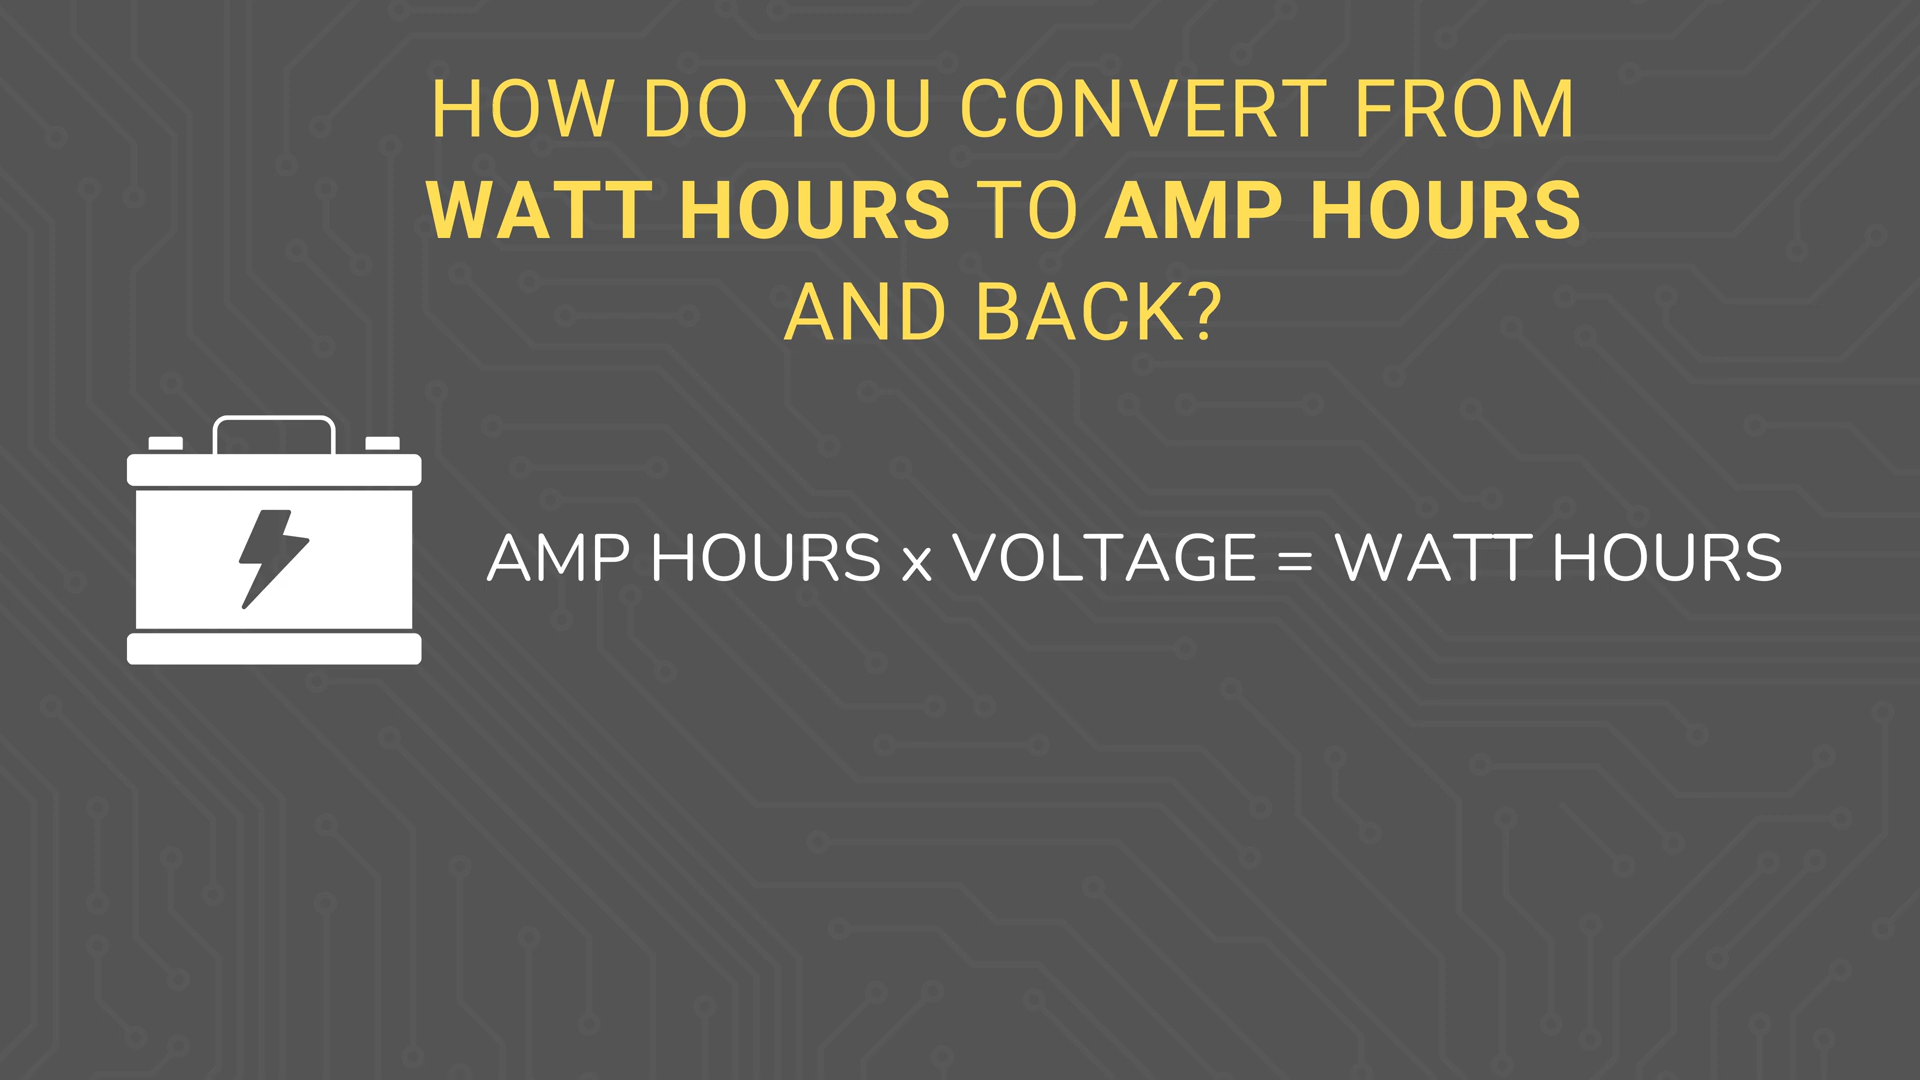 HOW DO YOU CONVERT FROM
WATT HOURS TO AMP HOURS
AND BACK?
AMP HOURS x VOLTAGE = WATT HOURS